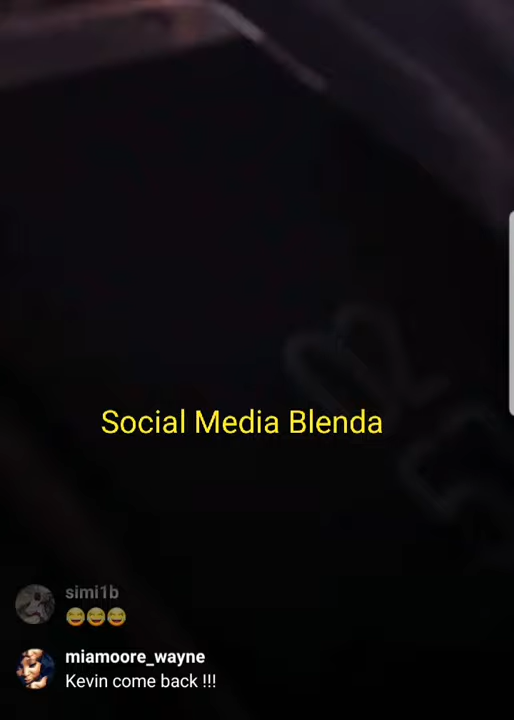 Social Media Blenda
simi1b
😅😅😅
miamoore_wayne
Kevin come back !!!